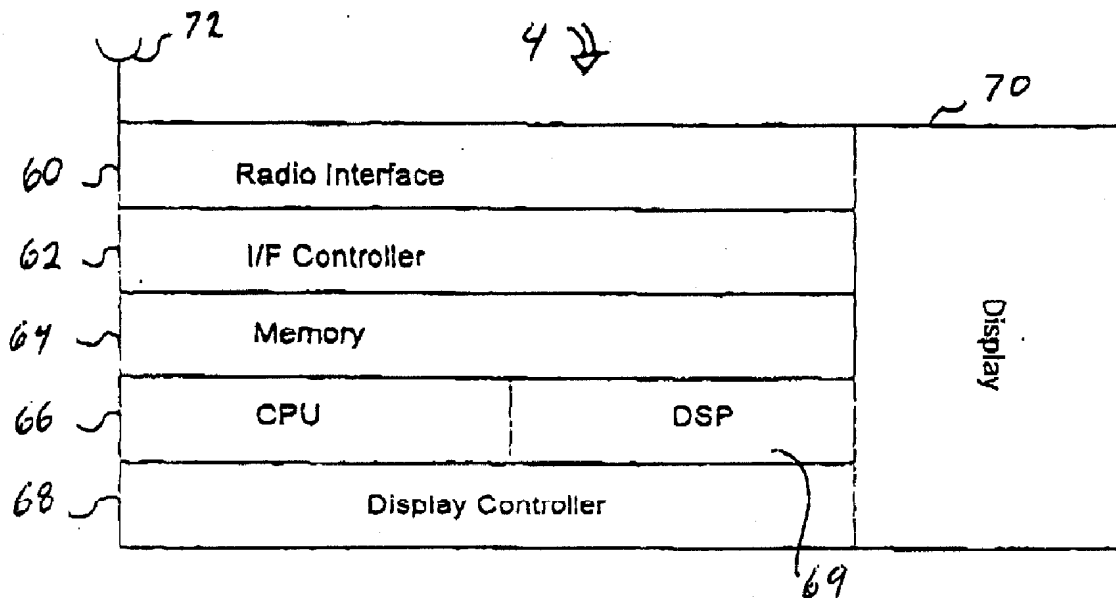 72
4
70
60
Radio Interface
62
I/F Controller
64
Memory
Display
66
CPU
DSP
68
Display Controller
69